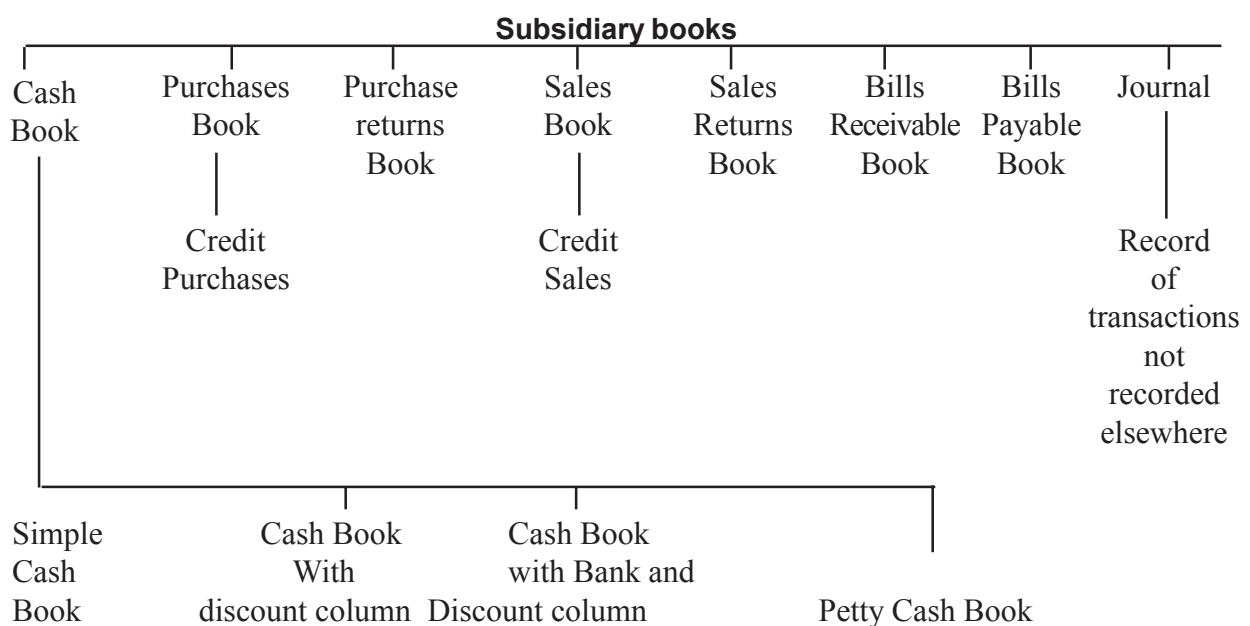 Subsidiary books
Cash
Book
Purchases
Book
Purchase
returns
Book
Sales
Book
Sales
Returns
Book
Bills
Receivable
Book
Bills
Payable
Book
Journal
Credit
Purchases
Credit
Sales
Record
of
transactions
not
recorded
elsewhere
Simple
Cash
Book
Cash Book
With
discount column
Cash Book
with Bank and
Discount column
Petty Cash Book